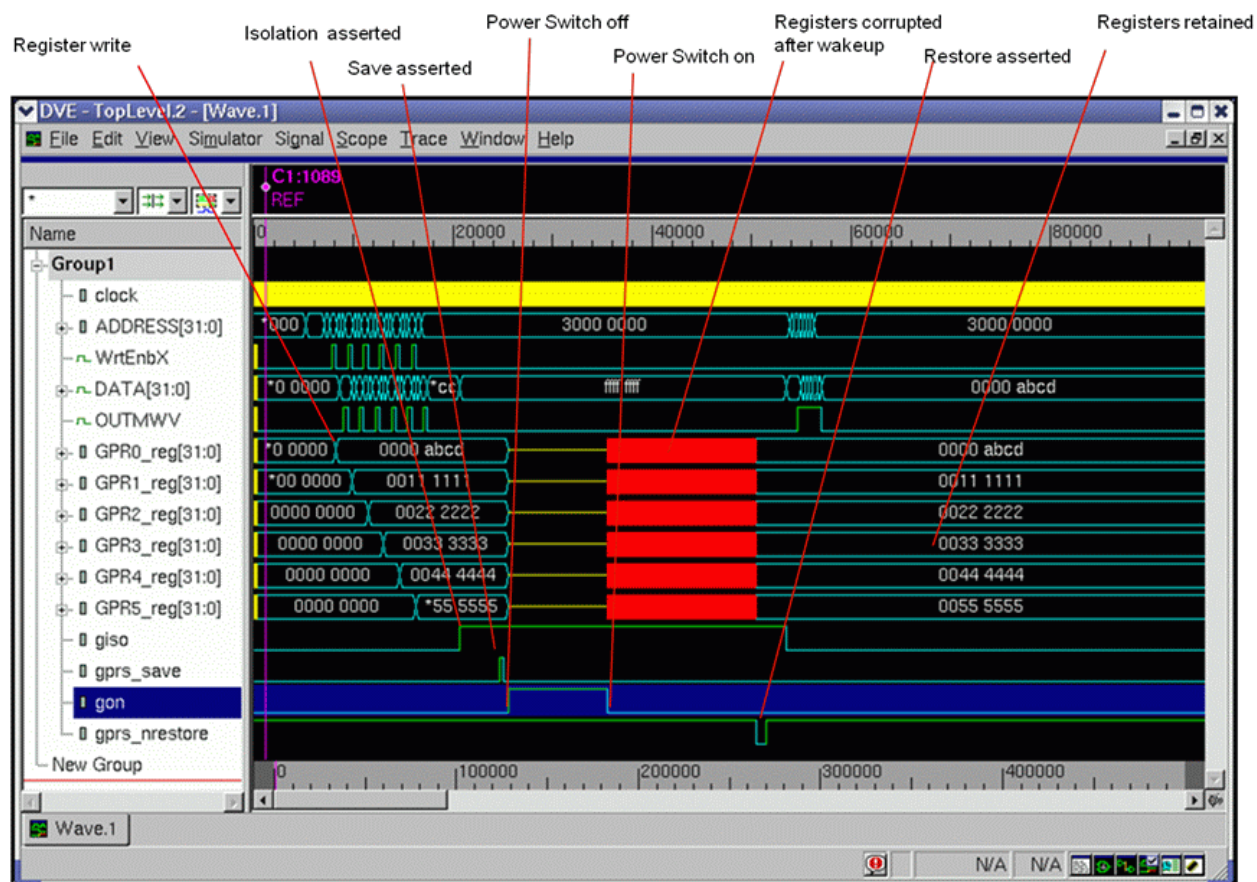 Power Switch off
Registers corrupted
after wakeup
Registers retained
Isolation asserted
Register write
Power Switch on
Restore asserted
Save asserted
DVE - TopLevel.2 - [Wave.1]
File Edit View Simulator Signal Scope Trace Window Help
C1:1089
REF
*
Name
0 20000 40000 60000 80000
Group1
clock
ADDRESS[31:0] *000 3000 0000 3000 0000
WrtEnbX
DATA[31:0] *0 0000 *cc ffff ffff 0000 abcd
OUTMWV
GPR0_reg[31:0] *0 0000 0000 abcd 0000 abcd
GPR1_reg[31:0] *00 0000 0011 1111 0011 1111
GPR2_reg[31:0] 0000 0000 0022 2222 0022 2222
GPR3_reg[31:0] 0000 0000 0033 3333 0033 3333
GPR4_reg[31:0] 0000 0000 0044 4444 0044 4444
GPR5_reg[31:0] 0000 0000 *55 5555 0055 5555
giso
gprs_save
gon
gprs_nrestore
New Group
0 100000 200000 300000 400000
Wave.1
N/A N/A